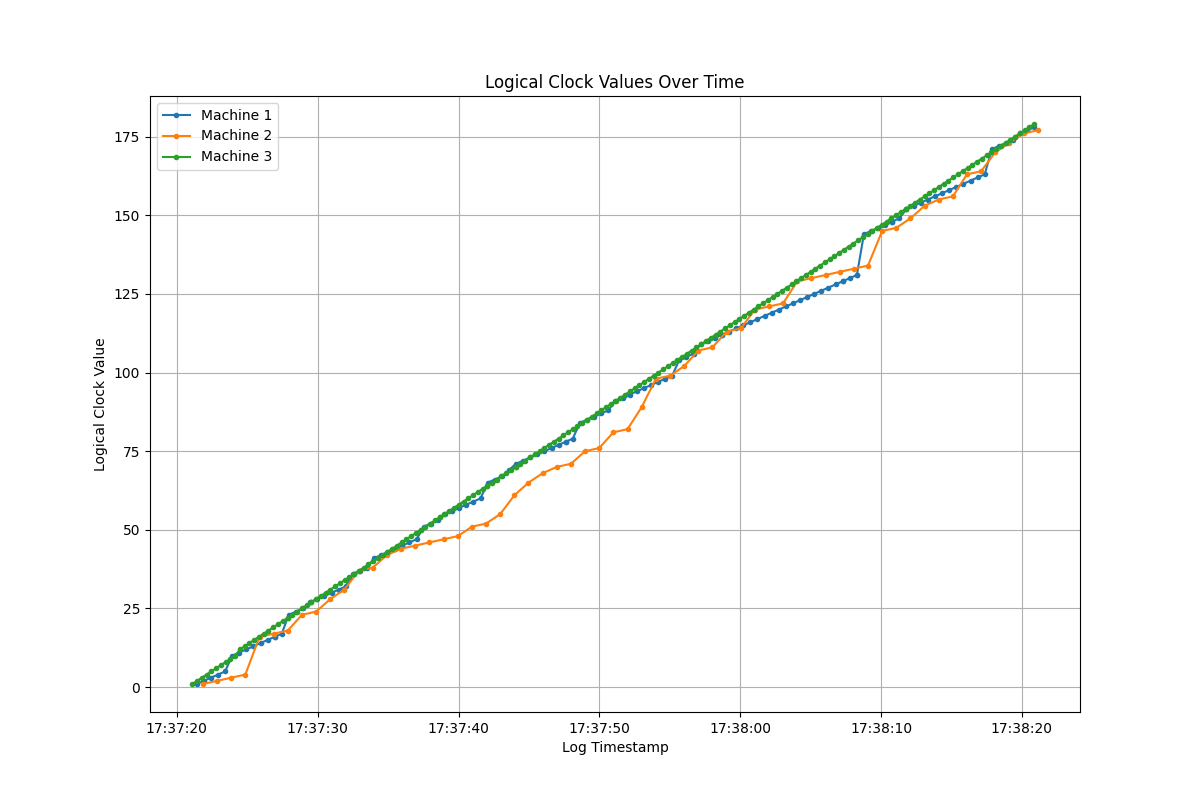 Logical Clock Values Over Time
Machine 1
Machine 2
Machine 3
175
150
125
100
75
50
25
0
Logical Clock Value
17:37:20 17:37:30 17:37:40 17:37:50 17:38:00 17:38:10 17:38:20
Log Timestamp